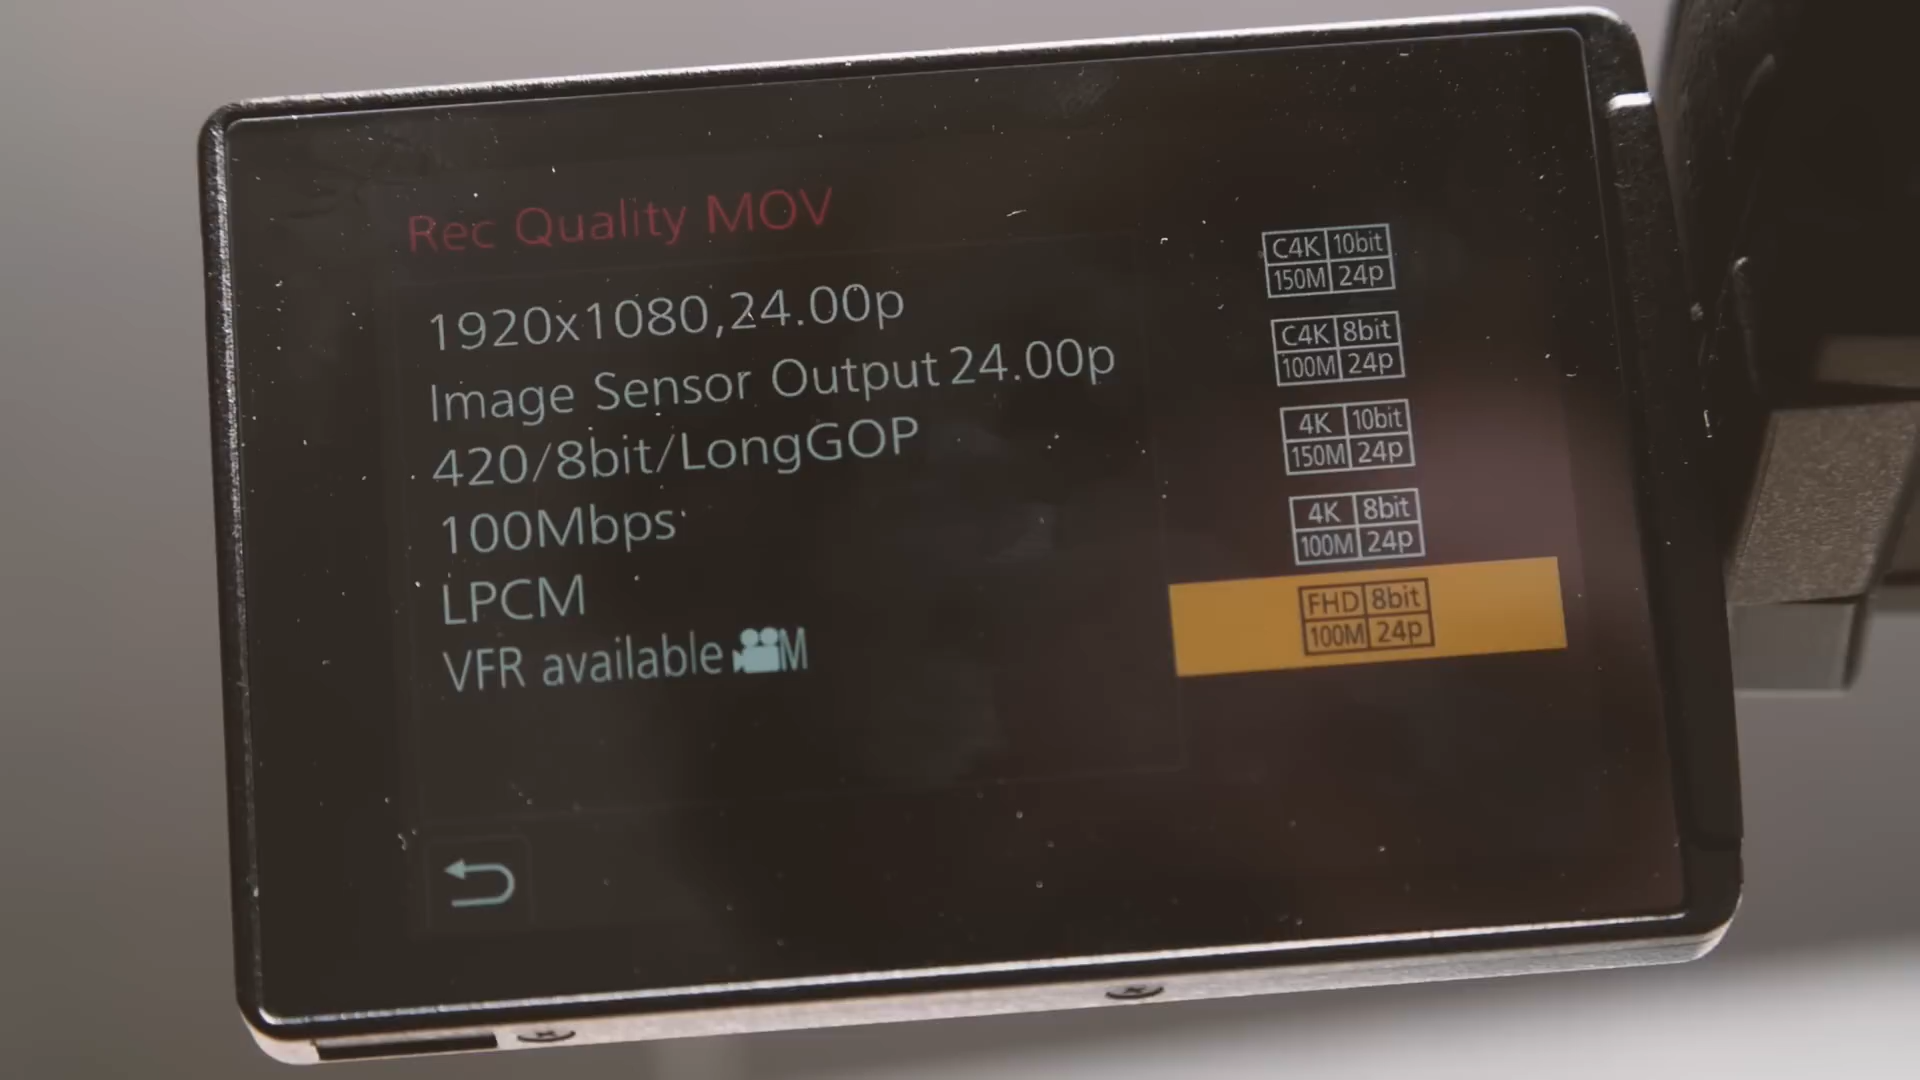 Rec Quality MOV
1920x1080,24.00p
Image Sensor Output 24.00p
420/8bit/LongGOP
100Mbps
LPCM
VFR available M
C4K 10bit
150M 24p
C4K 8bit
100M 24p
4K 10bit
150M 24p
4K 8bit
100M 24p
FHD 8bit
100M 24p